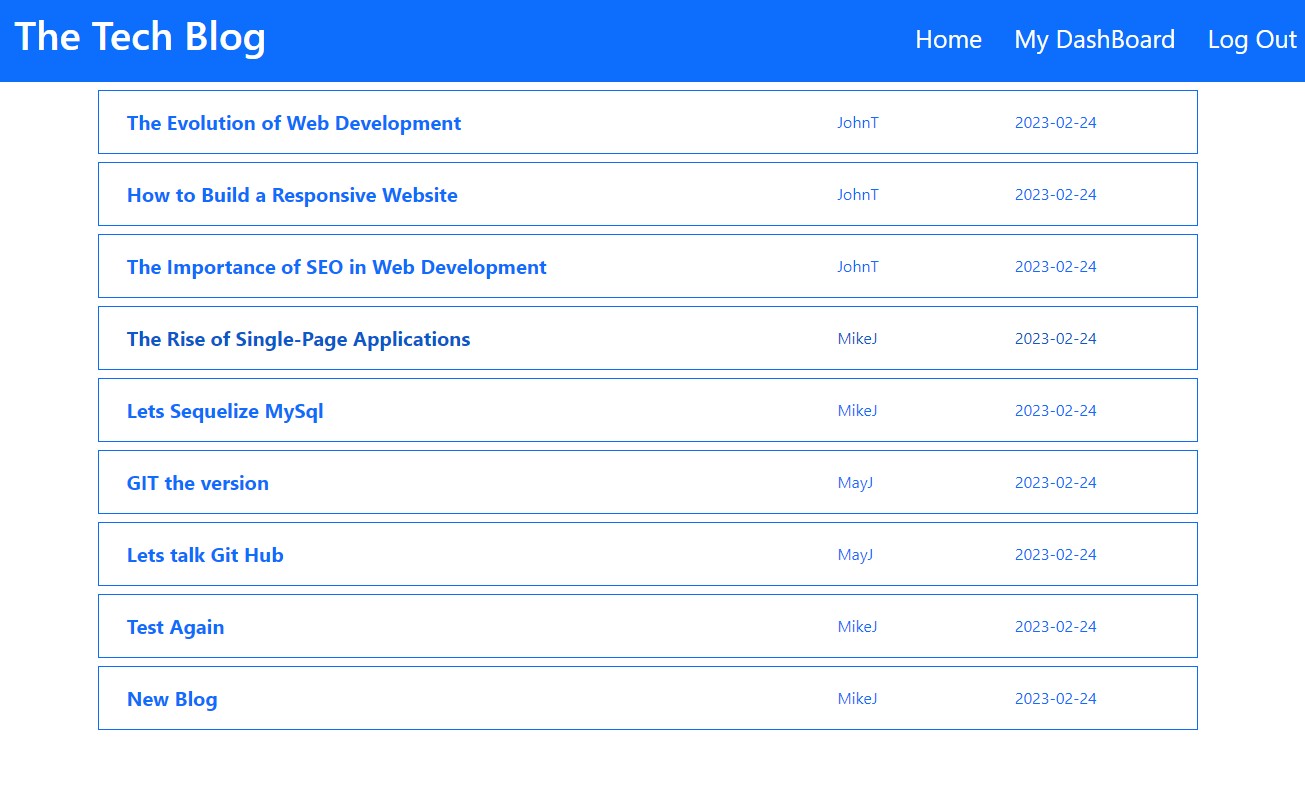 The Tech Blog Home My DashBoard Log Out
The Evolution of Web Development JohnT 2023-02-24
How to Build a Responsive Website JohnT 2023-02-24
The Importance of SEO in Web Development JohnT 2023-02-24
The Rise of Single-Page Applications MikeJ 2023-02-24
Lets Sequelize MySql MikeJ 2023-02-24
GIT the version MayJ 2023-02-24
Lets talk Git Hub MayJ 2023-02-24
Test Again MikeJ 2023-02-24
New Blog MikeJ 2023-02-24